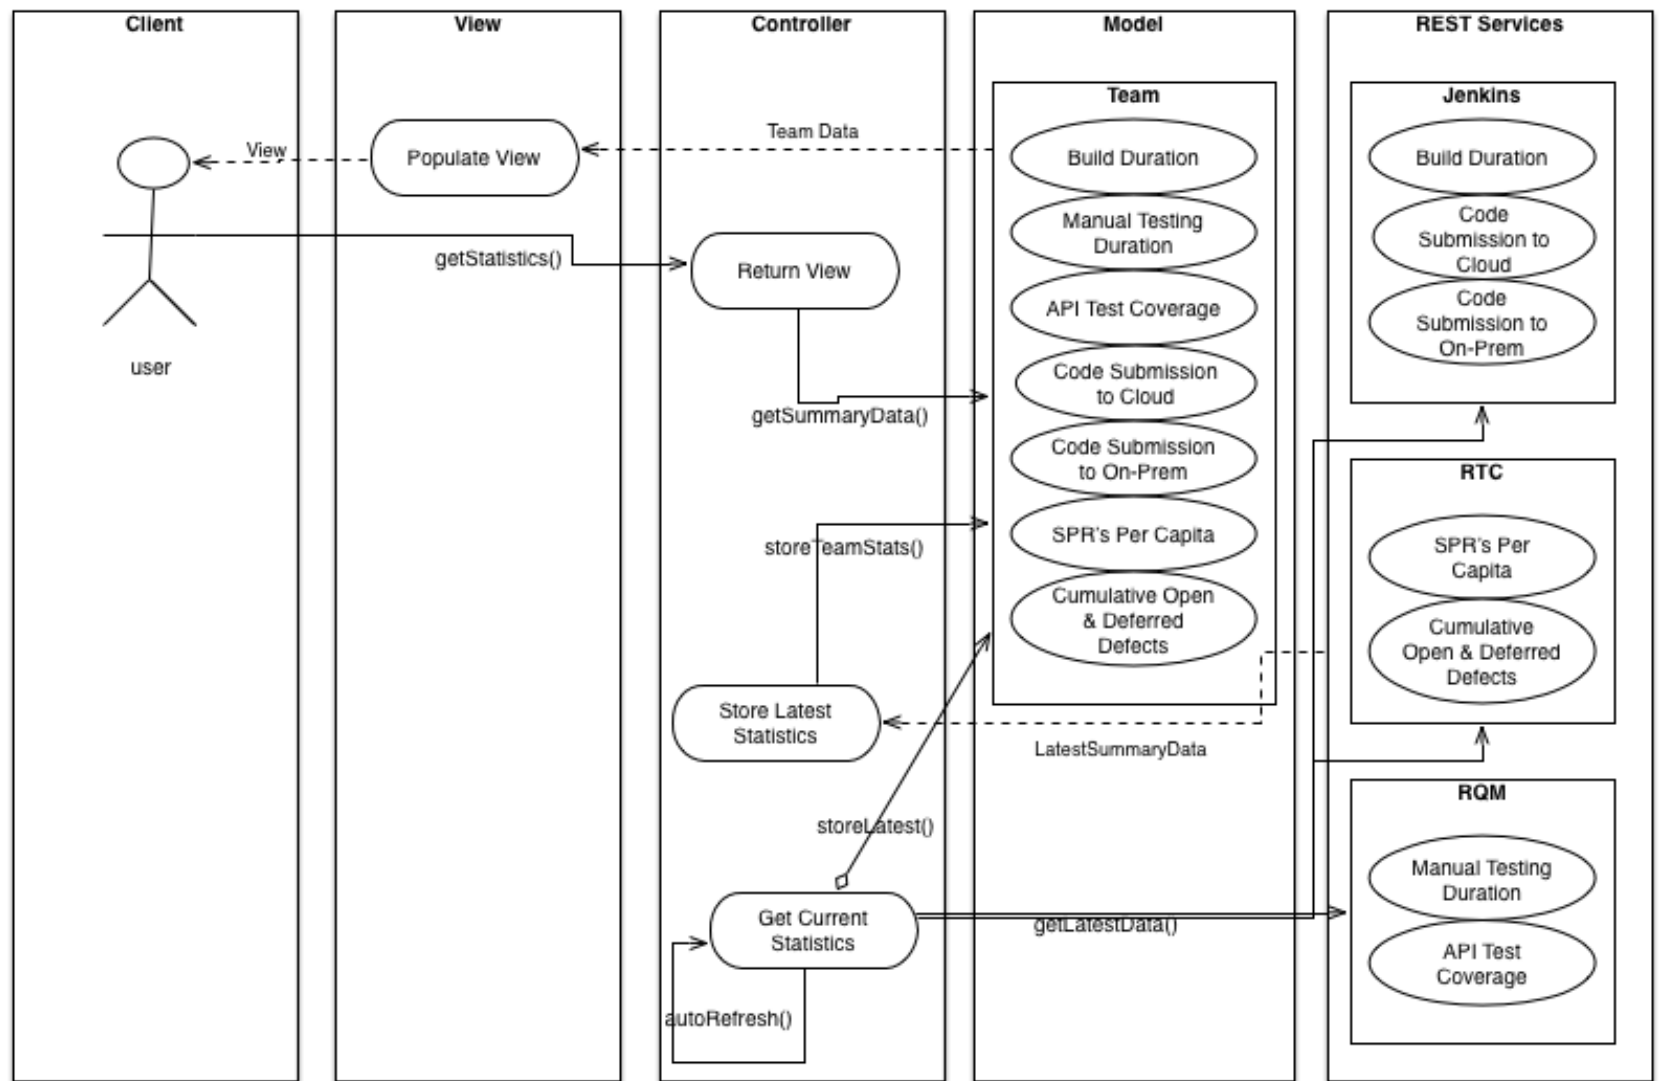 Client
View
Controller
Model
REST Services
user
View
Populate View
getStatistics()
Team Data
Return View
getSummaryData()
storeTeamStats()
Store Latest
Statistics
storeLatest()
Get Current
Statistics
autoRefresh()
Team
Build Duration
Manual Testing
Duration
API Test Coverage
Code Submission
to Cloud
Code Submission
to On-Prem
SPR's Per Capita
Cumulative Open
& Deferred
Defects
LatestSummaryData
getLatestData()
Jenkins
Build Duration
Code
Submission to
Cloud
Code
Submission to
On-Prem
RTC
SPR's Per
Capita
Cumulative
Open & Deferred
Defects
RQM
Manual Testing
Duration
API Test
Coverage